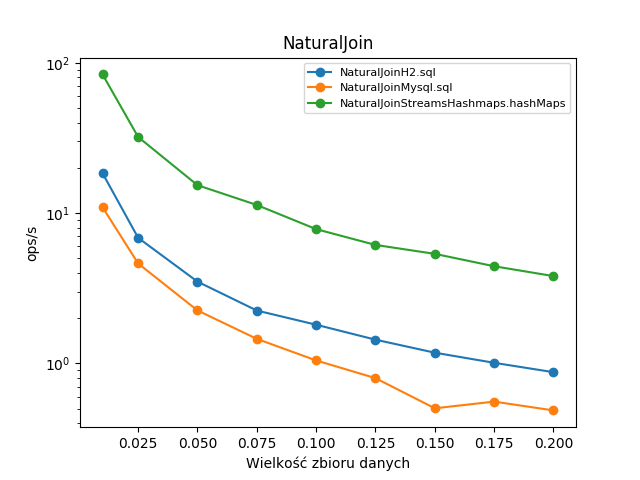 NaturalJoin
NaturalJoinH2.sql
NaturalJoinMysql.sql
NaturalJoinStreamsHashmaps.hashMaps
10²
10¹
10⁰
ops/s
0.025 0.050 0.075 0.100 0.125 0.150 0.175 0.200
Wielkość zbioru danych